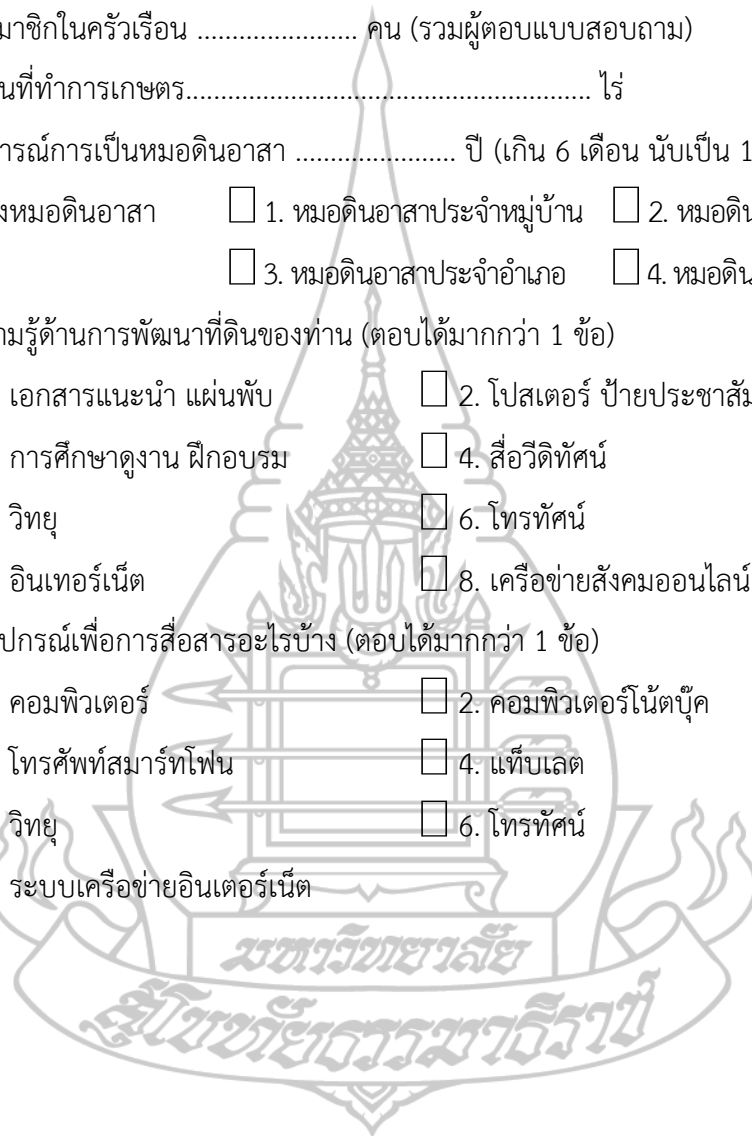 มาชิกในครัวเรือน ....................... คน (รวมผู้ตอบแบบสอบถาม)
นที่ทำการเกษตร.......................................................... ไร่
ารณ์การเป็นหมอดินอาสา ....................... ปี (เกิน 6 เดือน นับเป็น 1
งหมอดินอาสา 1. หมอดินอาสาประจำหมู่บ้าน 2. หมอดิน
3. หมอดินอาสาประจำอำเภอ 4. หมอดิน
ามรู้ด้านการพัฒนาที่ดินของท่าน (ตอบได้มากกว่า 1 ข้อ)
เอกสารแนะนำ แผ่นพับ 2. โปสเตอร์ ป้ายประชาสัม
การศึกษาดูงาน ฝึกอบรม 4. สื่อวีดิทัศน์
วิทยุ 6. โทรทัศน์
อินเทอร์เน็ต 8. เครือข่ายสังคมออนไลน์
ปกรณ์เพื่อการสื่อสารอะไรบ้าง (ตอบได้มากกว่า 1 ข้อ)
คอมพิวเตอร์ 2. คอมพิวเตอร์โน้ตบุ๊ค
โทรศัพท์สมาร์ทโฟน 4. แท็บเลต
วิทยุ 6. โทรทัศน์
ระบบเครือข่ายอินเตอร์เน็ต
มหาวิทยาลัย
สุโขทัยธรรมาธิราช